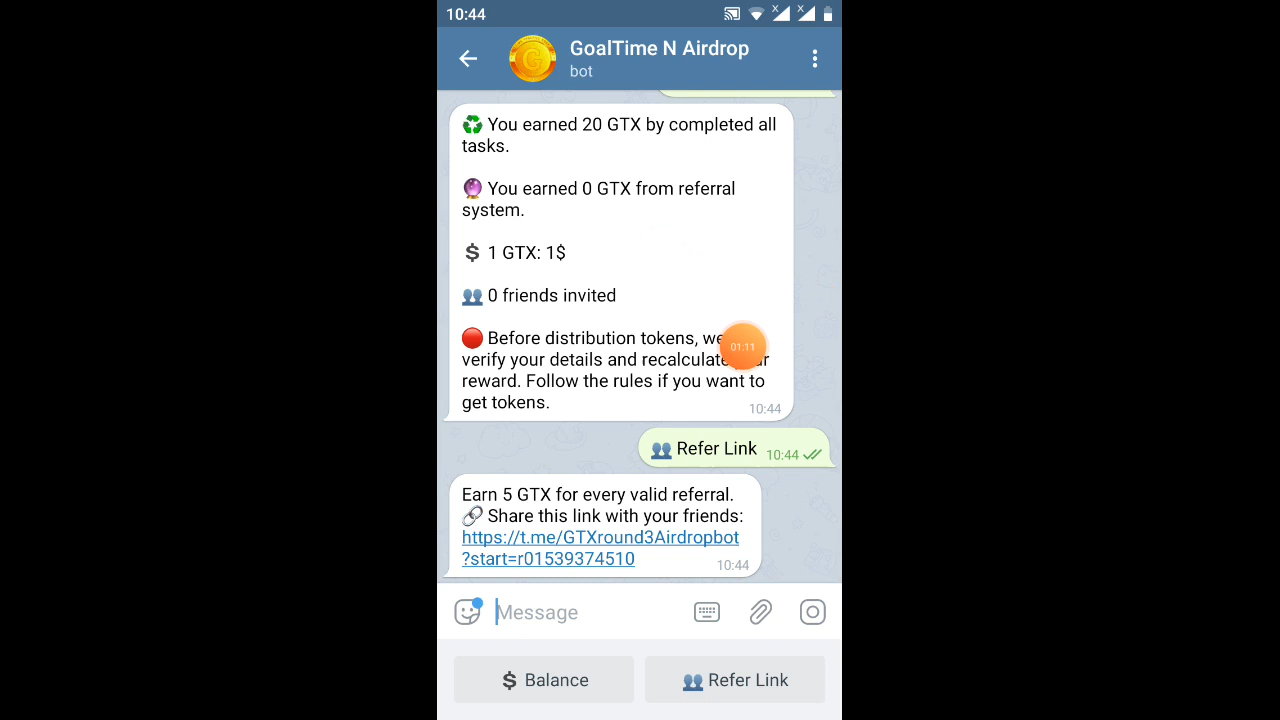 10:44
GoalTime N Airdrop
bot
♻ You earned 20 GTX by completed all
tasks.
🔮 You earned 0 GTX from referral
system.
💲 1 GTX: 1$
👥 0 friends invited
🔴 Before distribution tokens, we
verify your details and recalculate
reward. Follow the rules if you want to
get tokens.
10:44
01:11
👥 Refer Link 10:44
Earn 5 GTX for every valid referral.
🔗 Share this link with your friends:
https://t.me/GTXround3Airdropbot
?start=r01539374510
10:44
Message
💲 Balance
👥 Refer Link